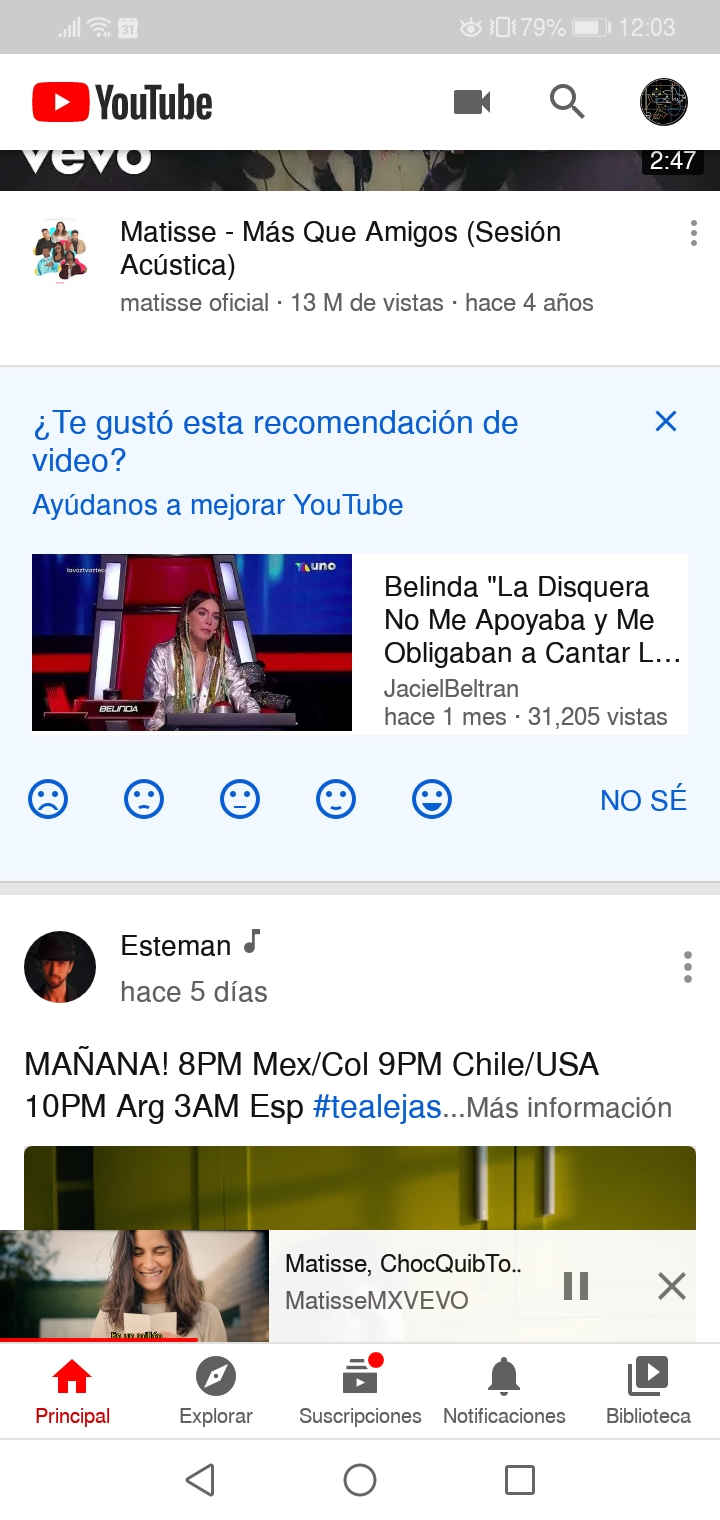 31
79%
12:03
YouTube
vevo
2:47
Matisse - Más Que Amigos (Sesión
Acústica)
matisse oficial · 13 M de vistas · hace 4 años
¿Te gustó esta recomendación de
video?
Ayúdanos a mejorar YouTube
lavoztvazteca
uno
BELINDA
Belinda "La Disquera
No Me Apoyaba y Me
Obligaban a Cantar L...
JacielBeltran
hace 1 mes · 31,205 vistas
NO SÉ
Esteman
hace 5 días
MAÑANA! 8PM Mex/Col 9PM Chile/USA
10PM Arg 3AM Esp #tealejas...Más información
Es un millón
Matisse, ChocQuibTo..
MatisseMXVEVO
Principal
Explorar
Suscripciones
Notificaciones
Biblioteca